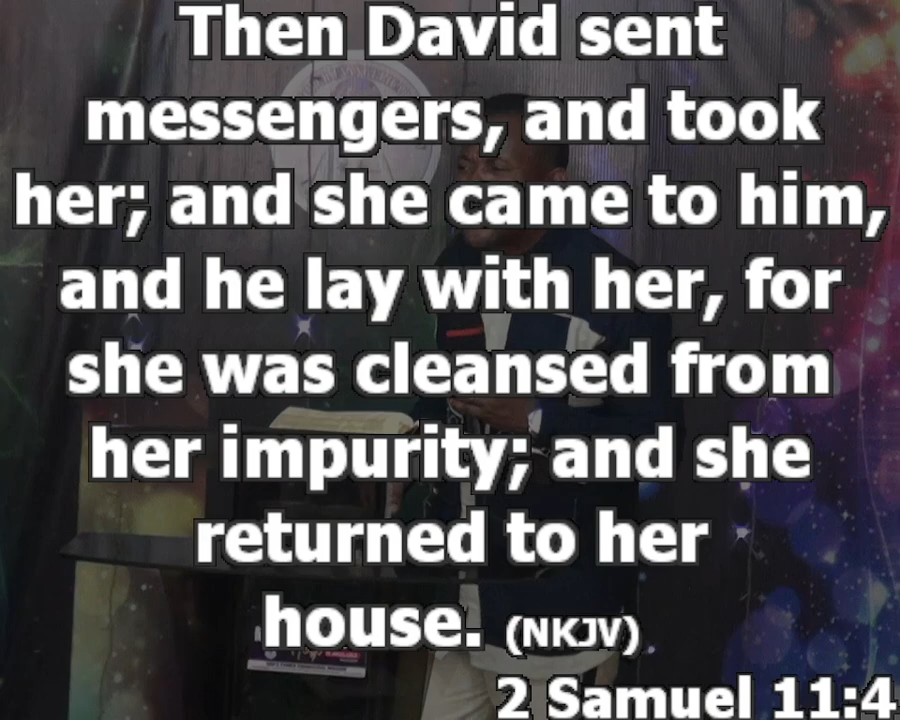 Then David sent
messengers, and took
her; and she came to him,
and he lay with her, for
she was cleansed from
her impurity; and she
returned to her
house. (NKJV)
2 Samuel 11:4